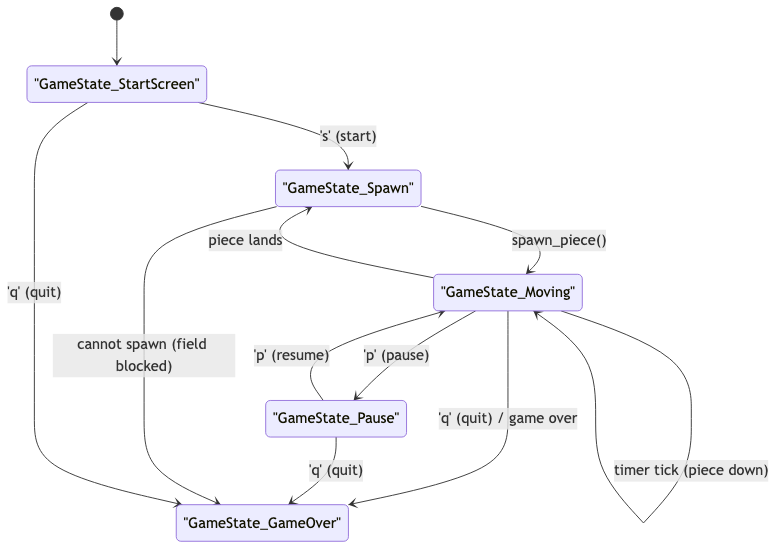 "GameState_StartScreen"
's' (start)
"GameState_Spawn"
piece lands
spawn_piece()
'q' (quit)
"GameState_Moving"
cannot spawn (field
blocked)
'p' (resume)
'p' (pause)
"GameState_Pause"
'q' (quit) / game over
'q' (quit)
timer tick (piece down)
"GameState_GameOver"